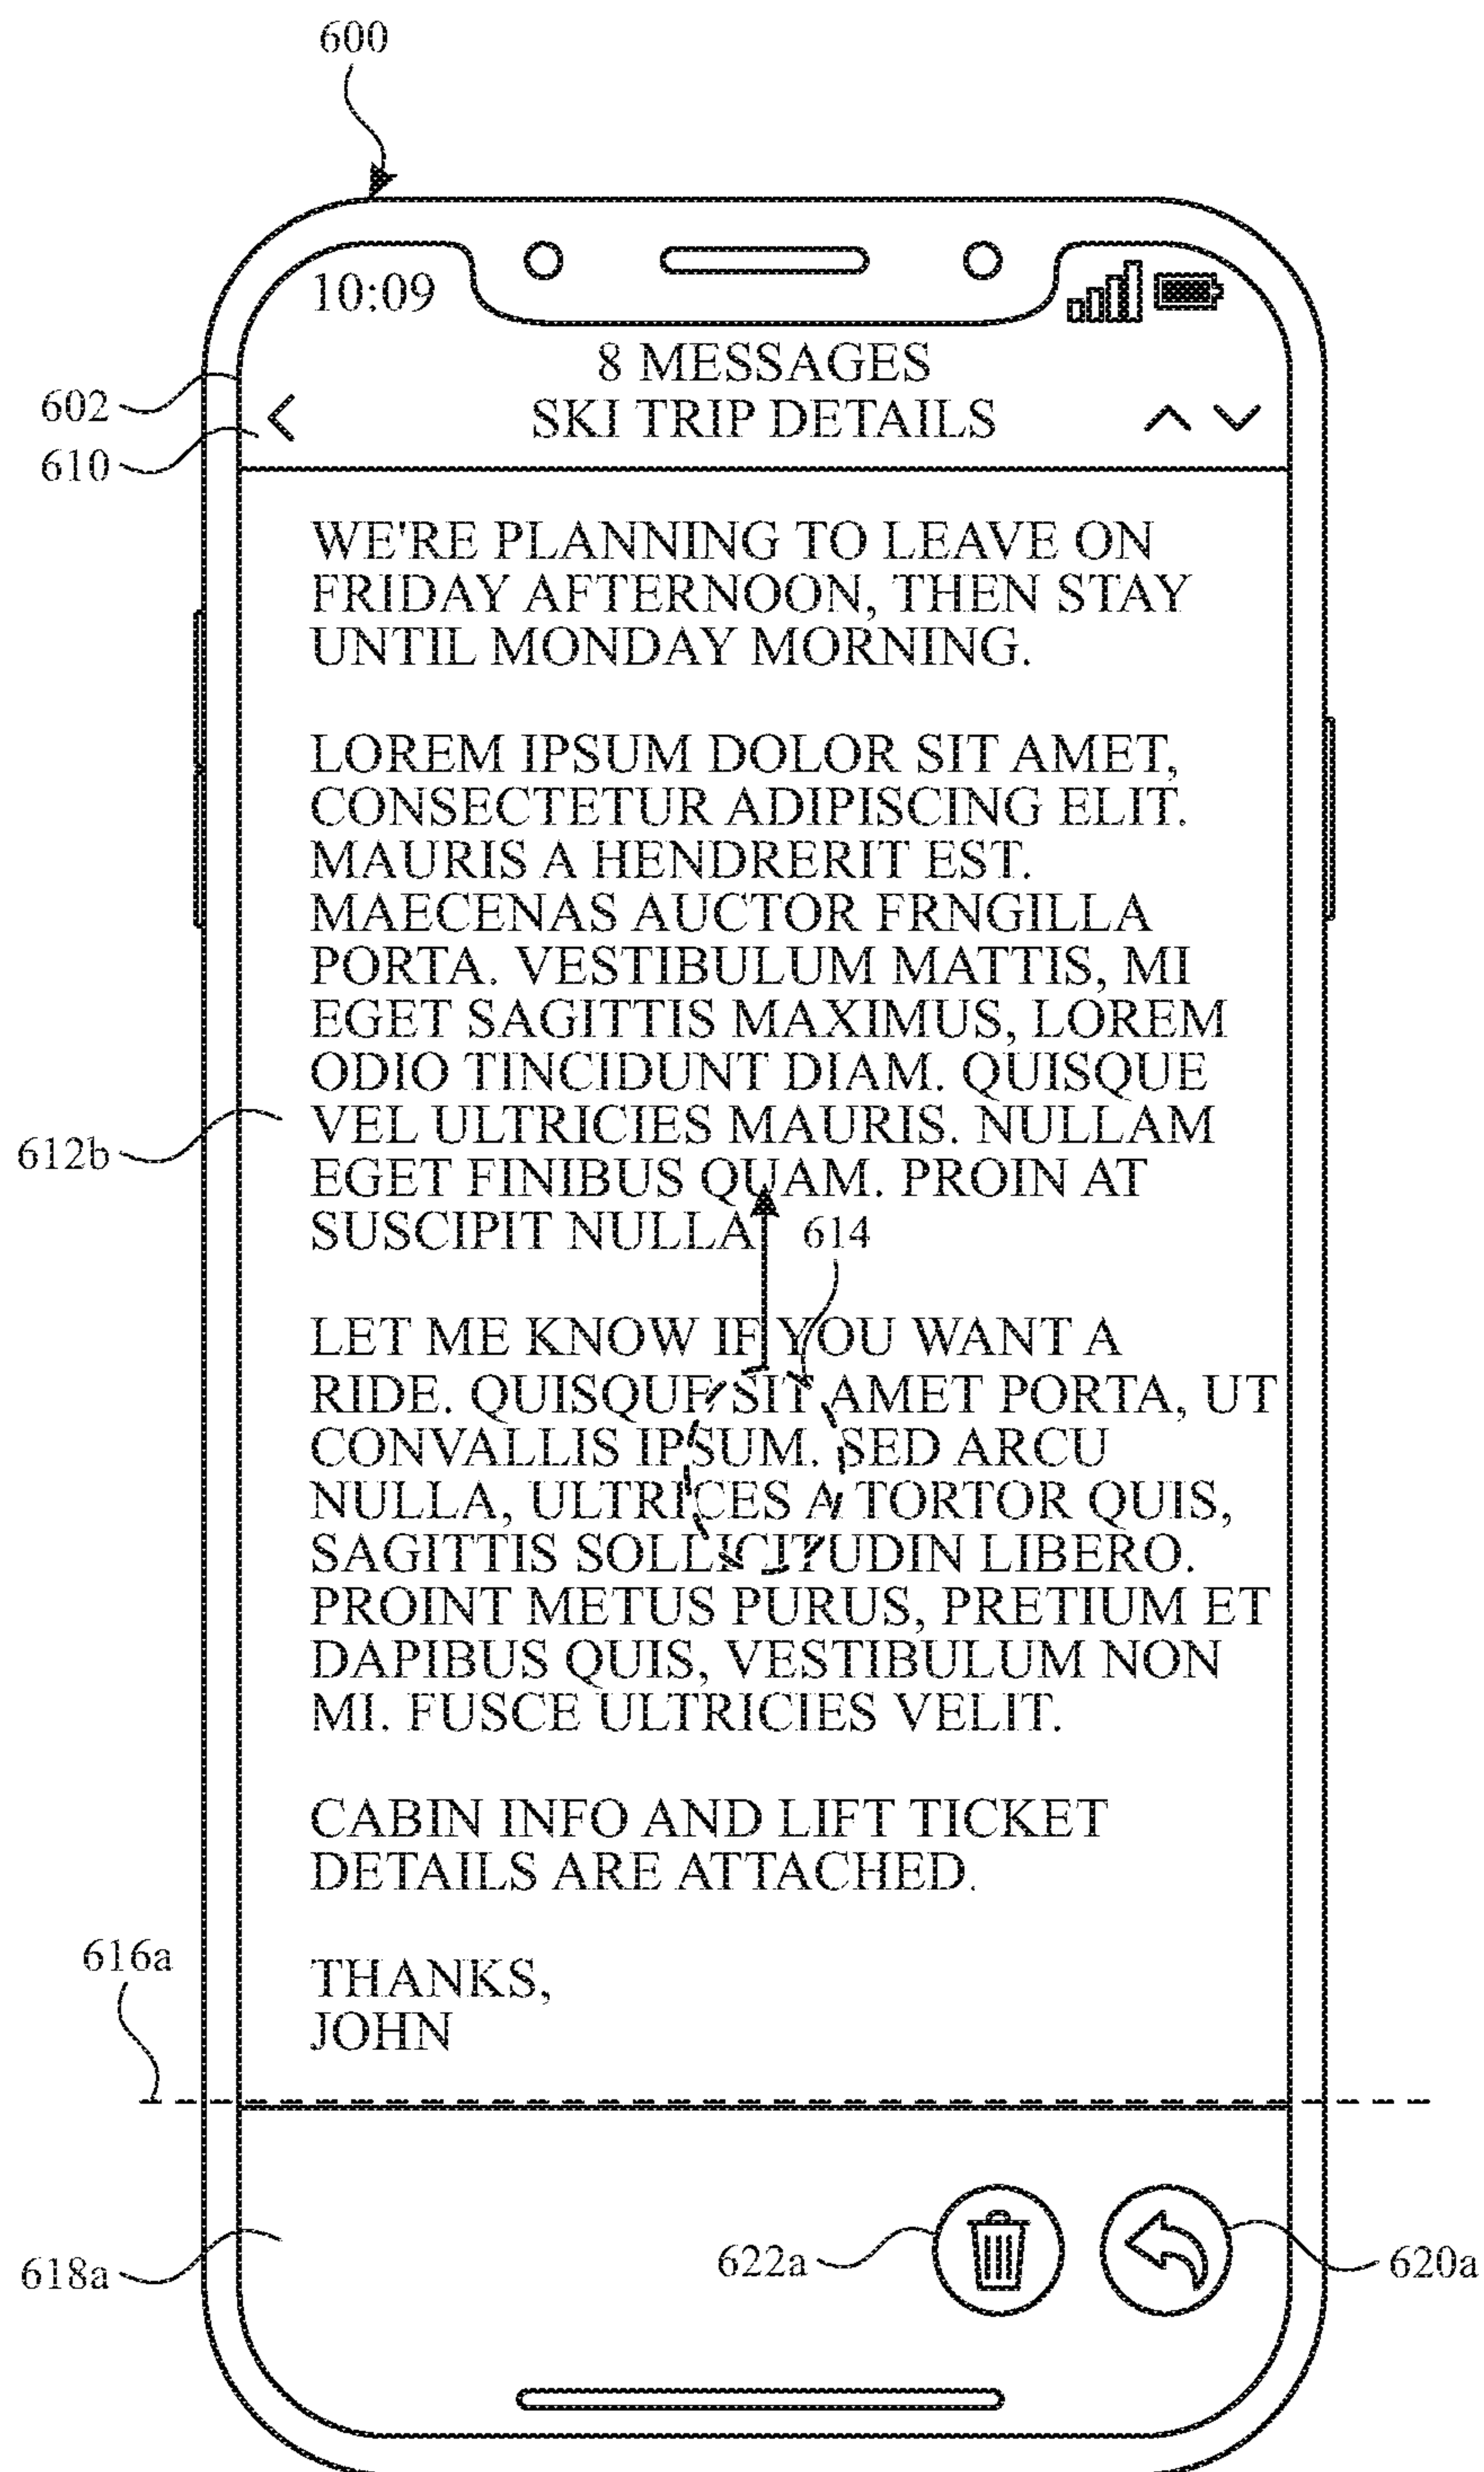 600
10:09
8 MESSAGES
602
SKI TRIP DETAILS
610
WE'RE PLANNING TO LEAVE ON
FRIDAY AFTERNOON, THEN STAY
UNTIL MONDAY MORNING.
LOREM IPSUM DOLOR SIT AMET,
CONSECTETUR ADIPISCING ELIT.
MAURIS A HENDRERIT EST.
MAECENAS AUCTOR FRNGILLA
PORTA. VESTIBULUM MATTIS, MI
EGET SAGITTIS MAXIMUS, LOREM
ODIO TINCIDUNT DIAM. QUISQUE
VEL ULTRICIES MAURIS. NULLAM
612b
EGET FINIBUS QUAM. PROIN AT
SUSCIPIT NULLA
614
LET ME KNOW IF YOU WANT A
RIDE. QUISQUE SIT AMET PORTA, UT
CONVALLIS IPSUM. SED ARCU
NULLA, ULTRICES A TORTOR QUIS,
SAGITTIS SOLLICITUDIN LIBERO.
PROINT METUS PURUS, PRETIUM ET
DAPIBUS QUIS, VESTIBULUM NON
MI. FUSCE ULTRICIES VELIT.
CABIN INFO AND LIFT TICKET
DETAILS ARE ATTACHED.
616a
THANKS,
JOHN
618a
622a
620a